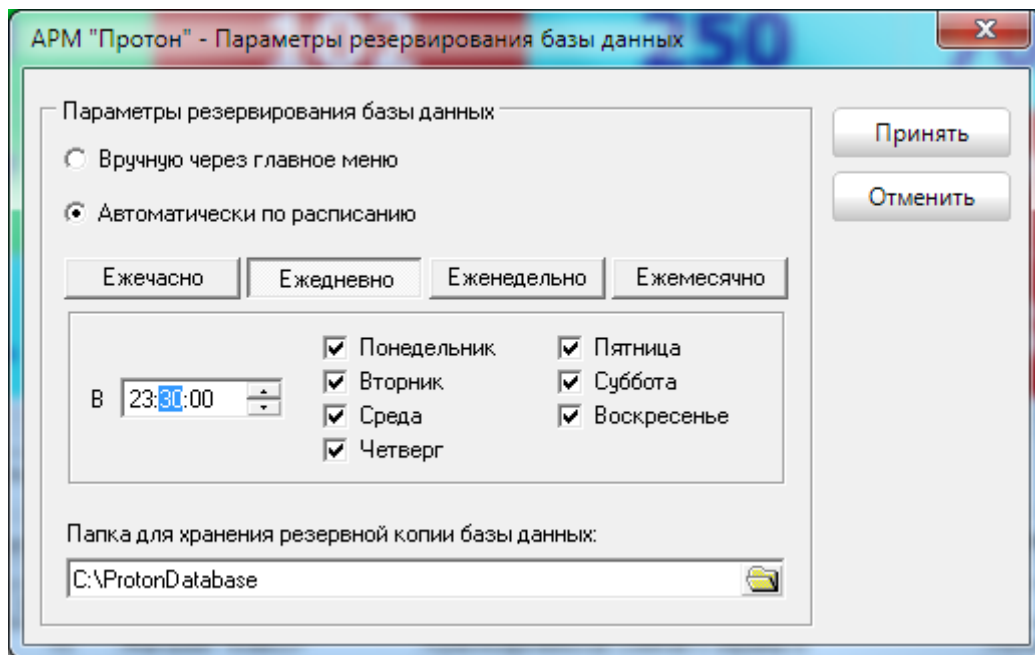 АРМ "Протон" - Параметры резервирования базы данных
Параметры резервирования базы данных
Вручную через главное меню
Автоматически по расписанию
Ежечасно Ежедневно Еженедельно Ежемесячно
В 23:30:00
Понедельник
Вторник
Среда
Четверг
Пятница
Суббота
Воскресенье
Папка для хранения резервной копии базы данных:
C:\ProtonDatabase
Принять
Отменить